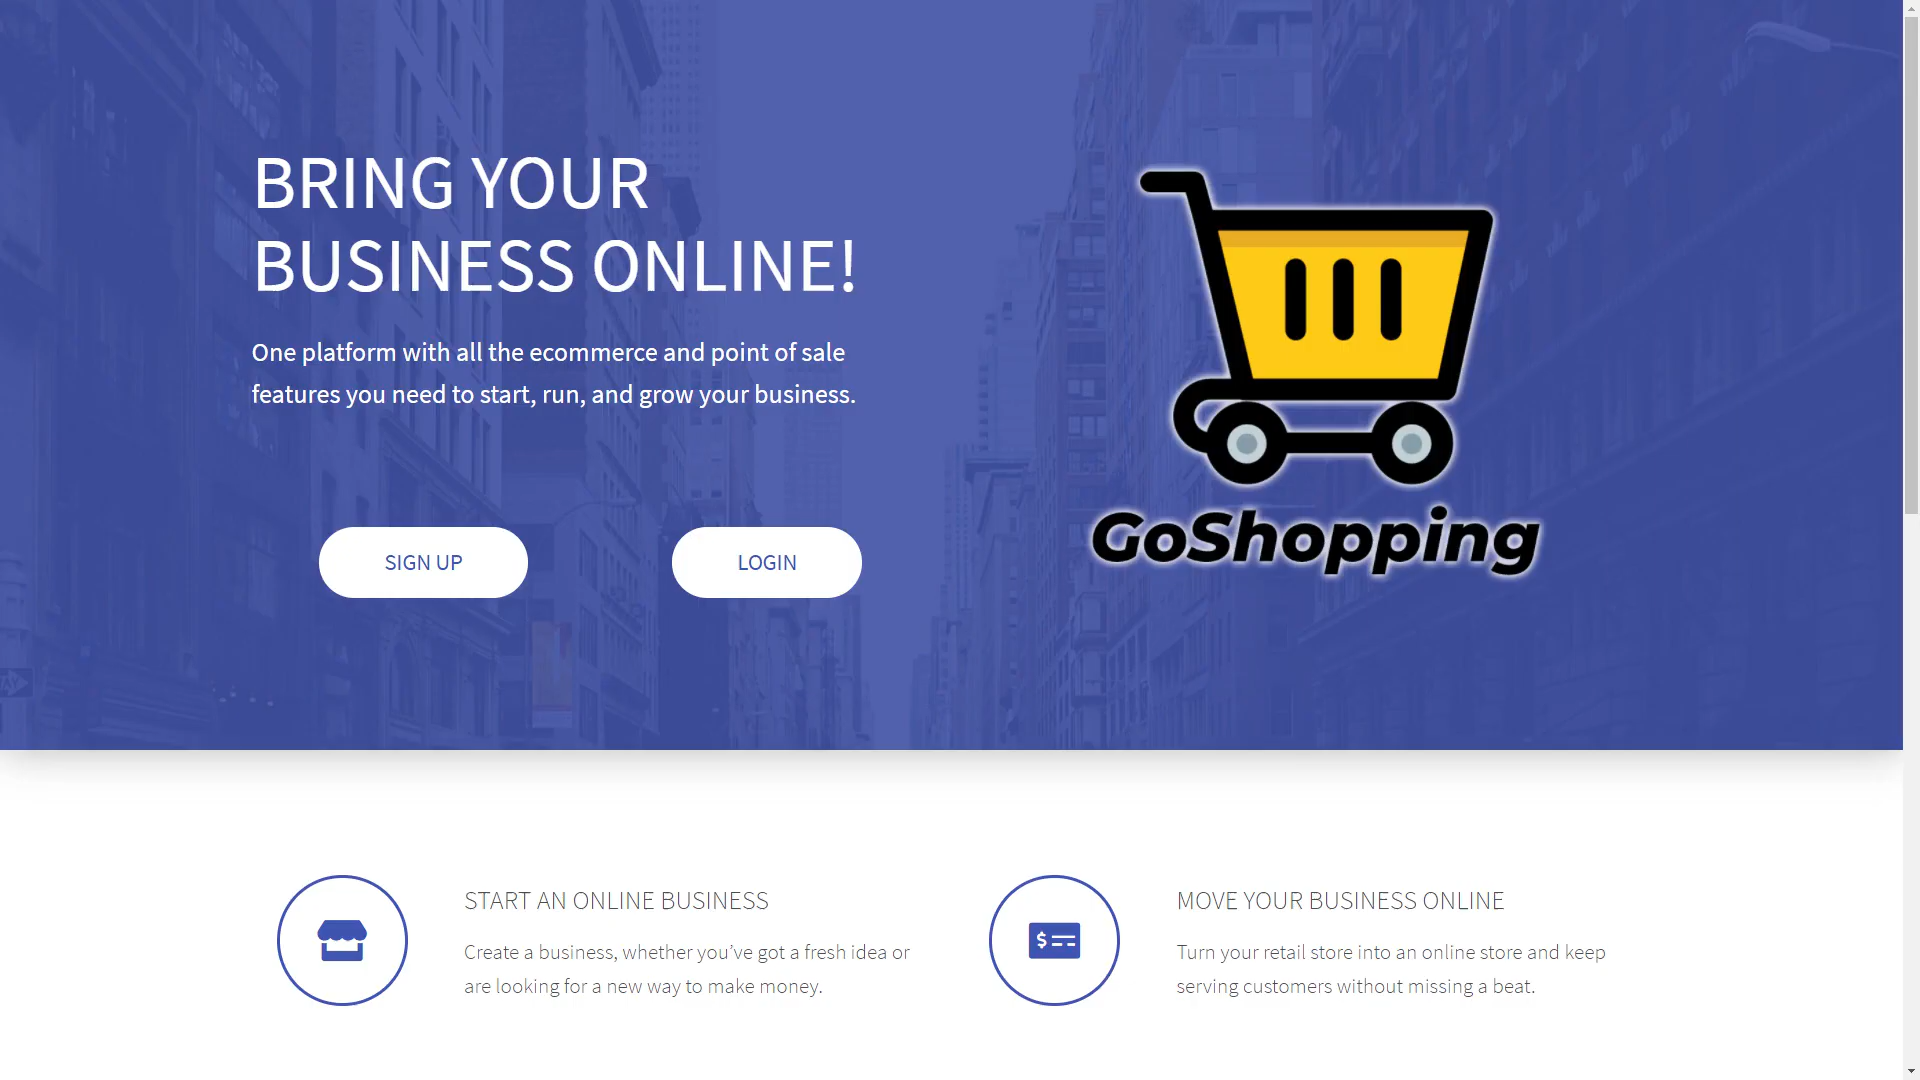 BRING YOUR
BUSINESS ONLINE!
One platform with all the ecommerce and point of sale
features you need to start, run, and grow your business.
SIGN UP
LOGIN
GoShopping
START AN ONLINE BUSINESS
Create a business, whether you’ve got a fresh idea or
are looking for a new way to make money.
MOVE YOUR BUSINESS ONLINE
Turn your retail store into an online store and keep
serving customers without missing a beat.